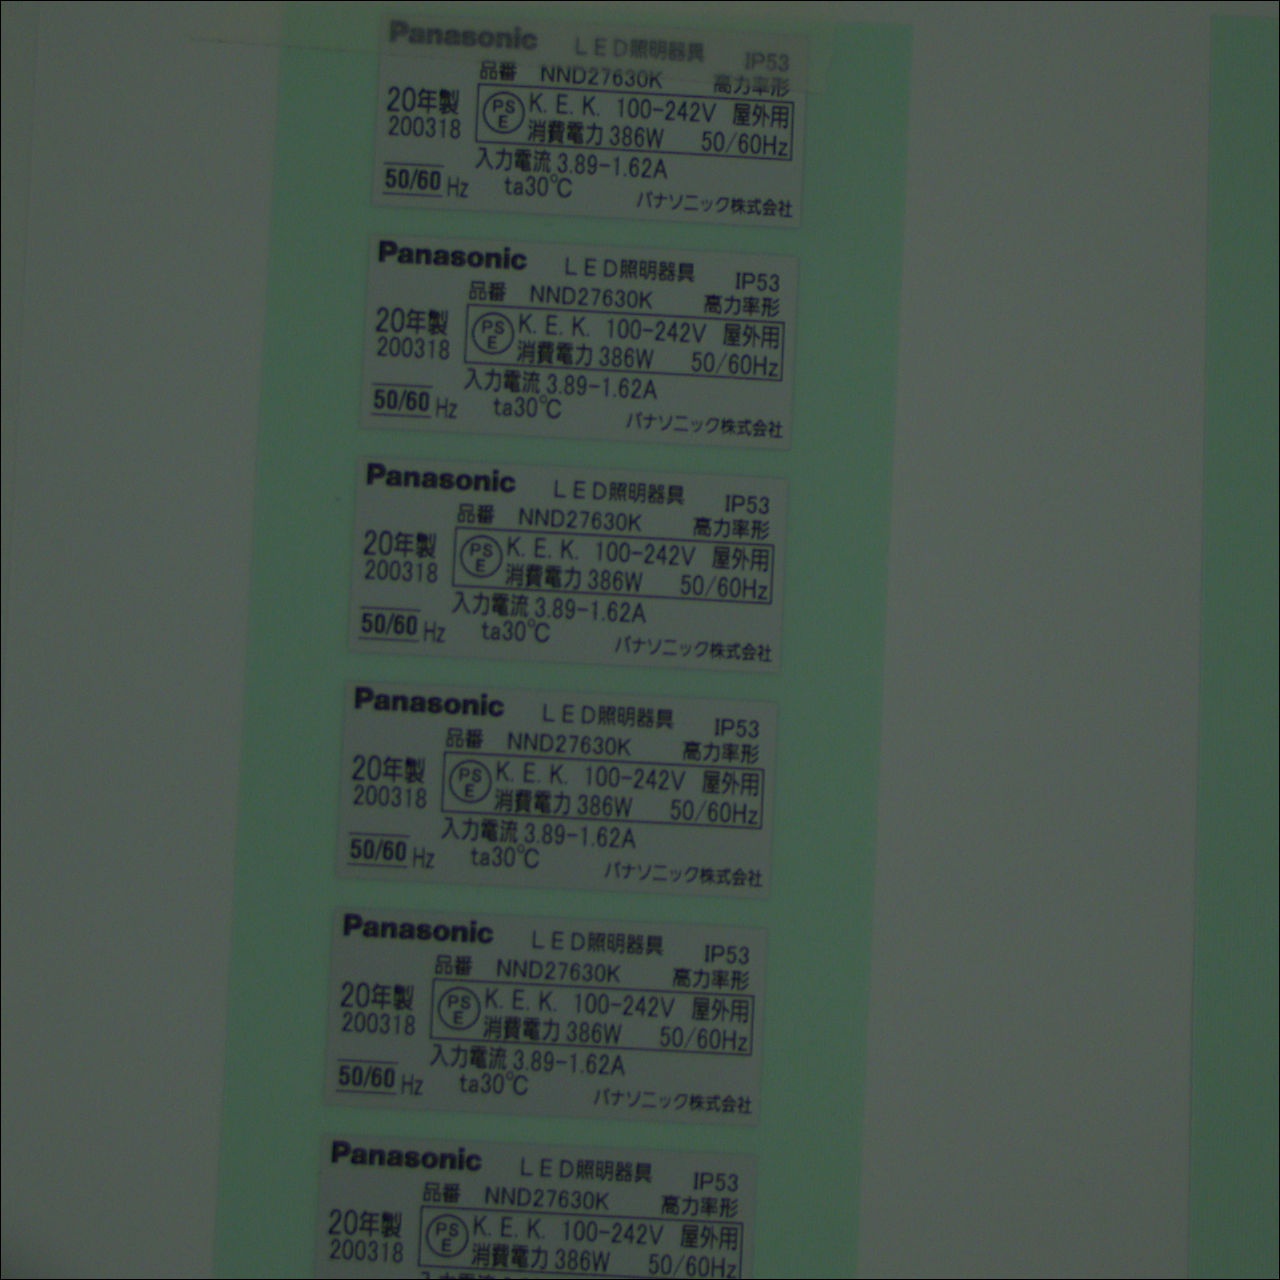 Panasonic LED照明器具 IP53
品番 NND27630K 高力率形
20年製 PSE K.E.K. 100-242V 屋外用
200318 消費電力 386W 50/60Hz
入力電流 3.89-1.62A
50/60 Hz ta30℃
パナソニック株式会社
Panasonic LED照明器具 IP53
品番 NND27630K 高力率形
20年製 PSE K.E.K. 100-242V 屋外用
200318 消費電力 386W 50/60Hz
入力電流 3.89-1.62A
50/60 Hz ta30℃
パナソニック株式会社
Panasonic LED照明器具 IP53
品番 NND27630K 高力率形
20年製 PSE K.E.K. 100-242V 屋外用
200318 消費電力 386W 50/60Hz
入力電流 3.89-1.62A
50/60 Hz ta30℃
パナソニック株式会社
Panasonic LED照明器具 IP53
品番 NND27630K 高力率形
20年製 PSE K.E.K. 100-242V 屋外用
200318 消費電力 386W 50/60Hz
入力電流 3.89-1.62A
50/60 Hz ta30℃
パナソニック株式会社
Panasonic LED照明器具 IP53
品番 NND27630K 高力率形
20年製 PSE K.E.K. 100-242V 屋外用
200318 消費電力 386W 50/60Hz
入力電流 3.89-1.62A
50/60 Hz ta30℃
パナソニック株式会社
Panasonic LED照明器具 IP53
品番 NND27630K 高力率形
20年製 PSE K.E.K. 100-242V 屋外用
200318 消費電力 386W 50/60Hz